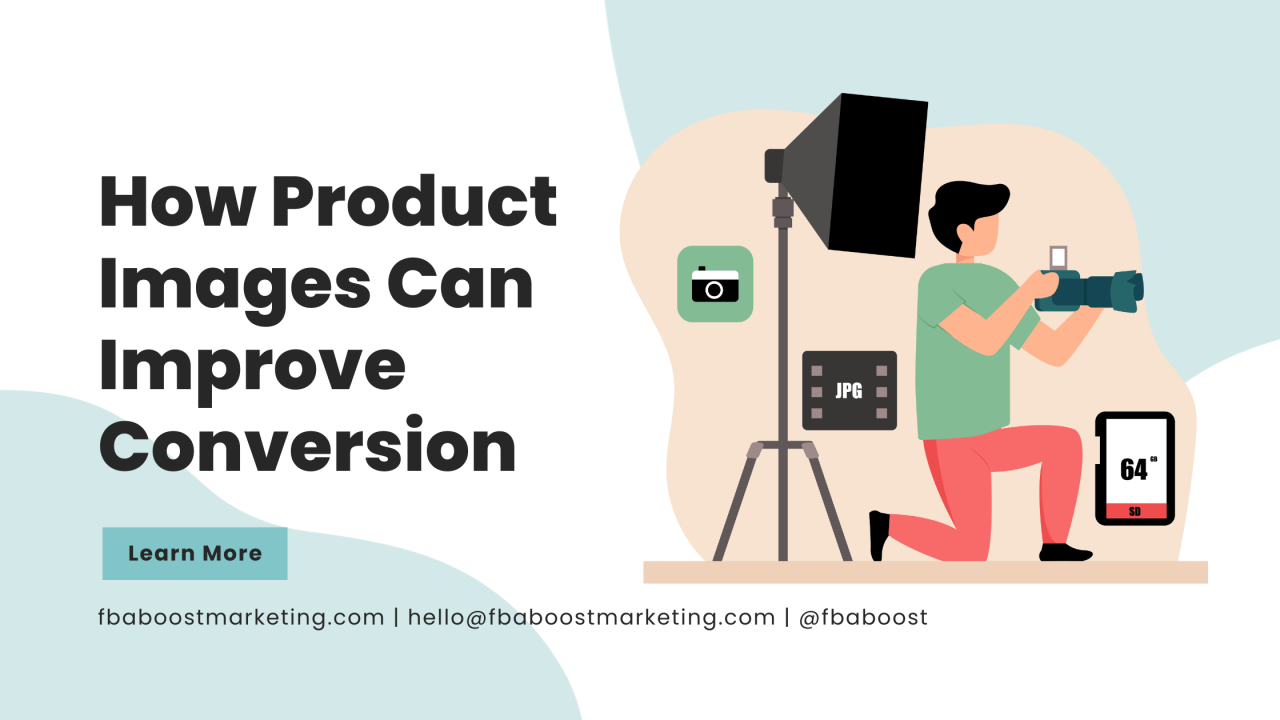 How Product
Images Can
Improve
Conversion
Learn More
fbaboostmarketing.com | hello@fbaboostmarketing.com | @fbaboost
JPG
64 GB
SD